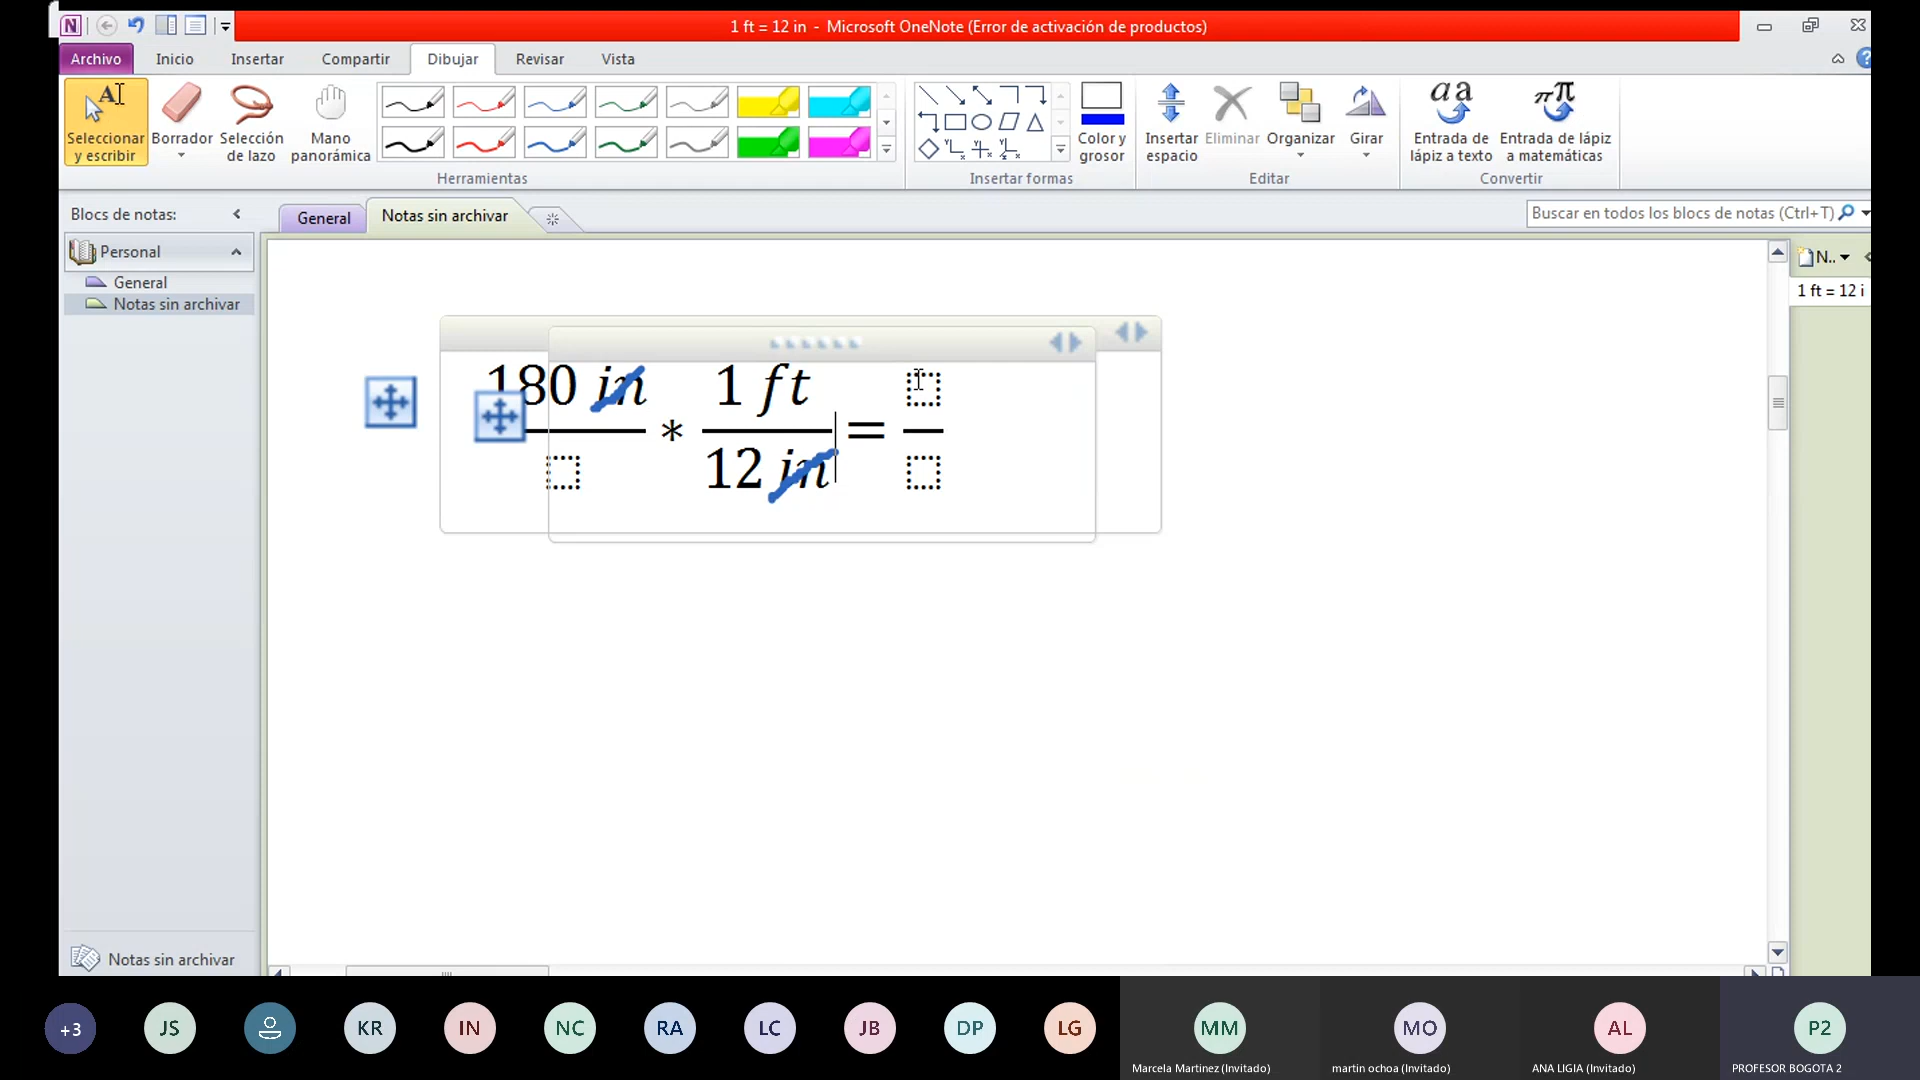 1 ft = 12 in - Microsoft OneNote (Error de activación de productos)
Archivo Inicio Insertar Compartir Dibujar Revisar Vista
Seleccionar y escribir
Borrador
Selección de lazo
Mano panorámica
Herramientas
Insertar formas
Color y grosor
Insertar espacio
Eliminar
Organizar
Girar
Editar
Entrada de lápiz a texto
Entrada de lápiz a matemáticas
Convertir
Blocs de notas:
General
Notas sin archivar
Buscar en todos los blocs de notas (Ctrl+T)
Personal
General
Notas sin archivar
N..
1 ft = 12 i
180 in * 1 ft =
12 in
Notas sin archivar
+3 JS KR IN NC RA LC JB DP LG MM MO AL P2
Marcela Martinez (Invitado) martin ochoa (Invitado) ANA LIGIA (Invitado) PROFESOR BOGOTA 2